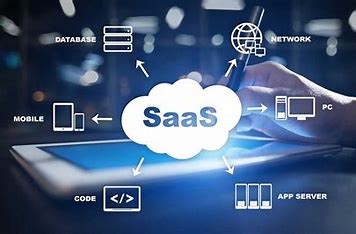 DATABASE
NETWORK
MOBILE
SaaS
PC
CODE
</>
APP SERVER